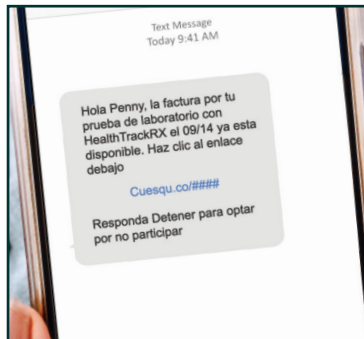 Text Message
Today 9:41 AM
Hola Penny, la factura por tu
prueba de laboratorio con
HealthTrackRX el 09/14 ya esta
disponible. Haz clic al enlace
debajo
Cuesqu.co/####
Responda Detener para optar
por no participar